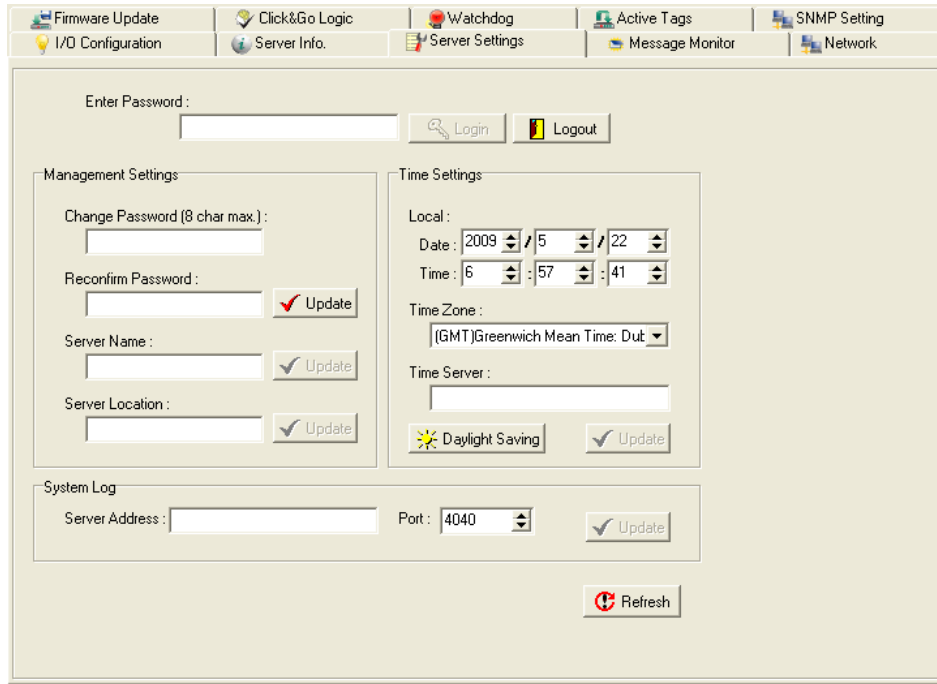 Firmware Update Click&Go Logic Watchdog Active Tags SNMP Setting
I/O Configuration Server Info. Server Settings Message Monitor Network
Enter Password :
Login Logout
Management Settings
Change Password (8 char max.) :
Reconfirm Password :
Update
Server Name :
Update
Server Location :
Update
Time Settings
Local :
Date : 2009 / 5 / 22
Time : 6 : 57 : 41
Time Zone :
(GMT)Greenwich Mean Time: Dub
Time Server :
Daylight Saving Update
System Log
Server Address : Port : 4040 Update
Refresh